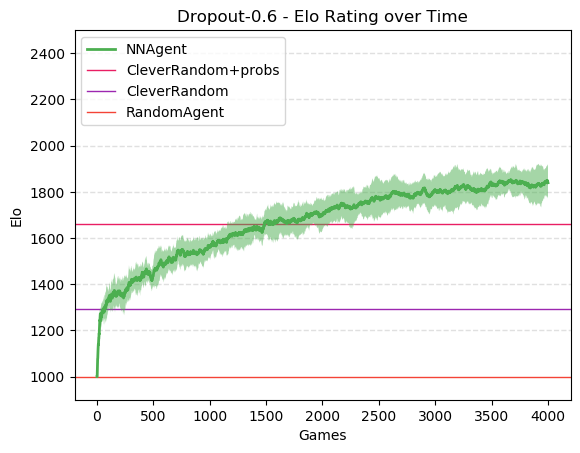 Dropout-0.6 - Elo Rating over Time
NNAgent
CleverRandom+probs
CleverRandom
RandomAgent
2400
2200
2000
1800
1600
1400
1200
1000
Elo
0 500 1000 1500 2000 2500 3000 3500 4000
Games